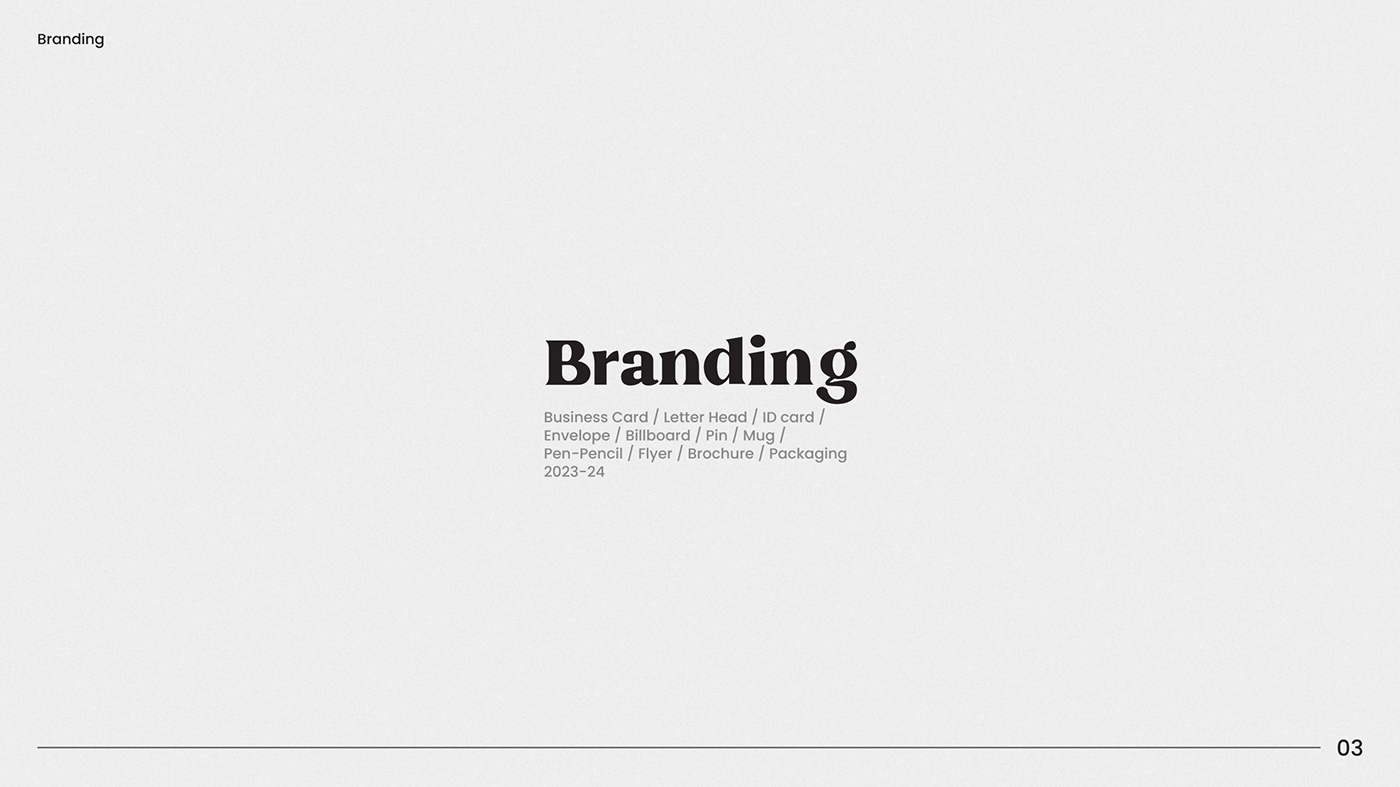 Branding
Branding
Business Card / Letter Head / ID card /
Envelope / Billboard / Pin / Mug /
Pen-Pencil / Flyer / Brochure / Packaging
2023-24
03